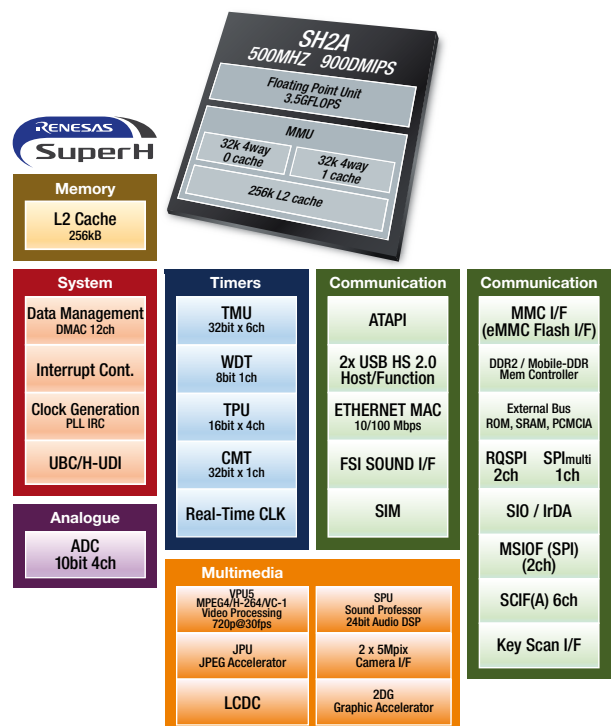 SH2A
500MHZ 900DMIPS
Floating Point Unit
3.5GFLOPS
MMU
32k 4way
0 cache
32k 4way
1 cache
256k L2 cache
RENESAS
SuperH
Memory
L2 Cache
256kB
System
Data Management
DMAC 12ch
Interrupt Cont.
Clock Generation
PLL IRC
UBC/H-UDI
Analogue
ADC
10bit 4ch
Timers
TMU
32bit x 6ch
WDT
8bit 1ch
TPU
16bit x 4ch
CMT
32bit x 1ch
Real-Time CLK
Communication
ATAPI
2x USB HS 2.0
Host/Function
ETHERNET MAC
10/100 Mbps
FSI SOUND I/F
SIM
Communication
MMC I/F
(eMMC Flash I/F)
DDR2 / Mobile-DDR
Mem Controller
External Bus
ROM, SRAM, PCMCIA
RQSPI SPImulti
2ch 1ch
SIO / IrDA
MSIOF (SPI)
(2ch)
SCIF(A) 6ch
Key Scan I/F
Multimedia
VPU5
MPEG4/H-264/VC-1
Video Processing
720p@30fps
SPU
Sound Professor
24bit Audio DSP
JPU
JPEG Accelerator
2 x 5Mpix
Camera I/F
LCDC
2DG
Graphic Accelerator